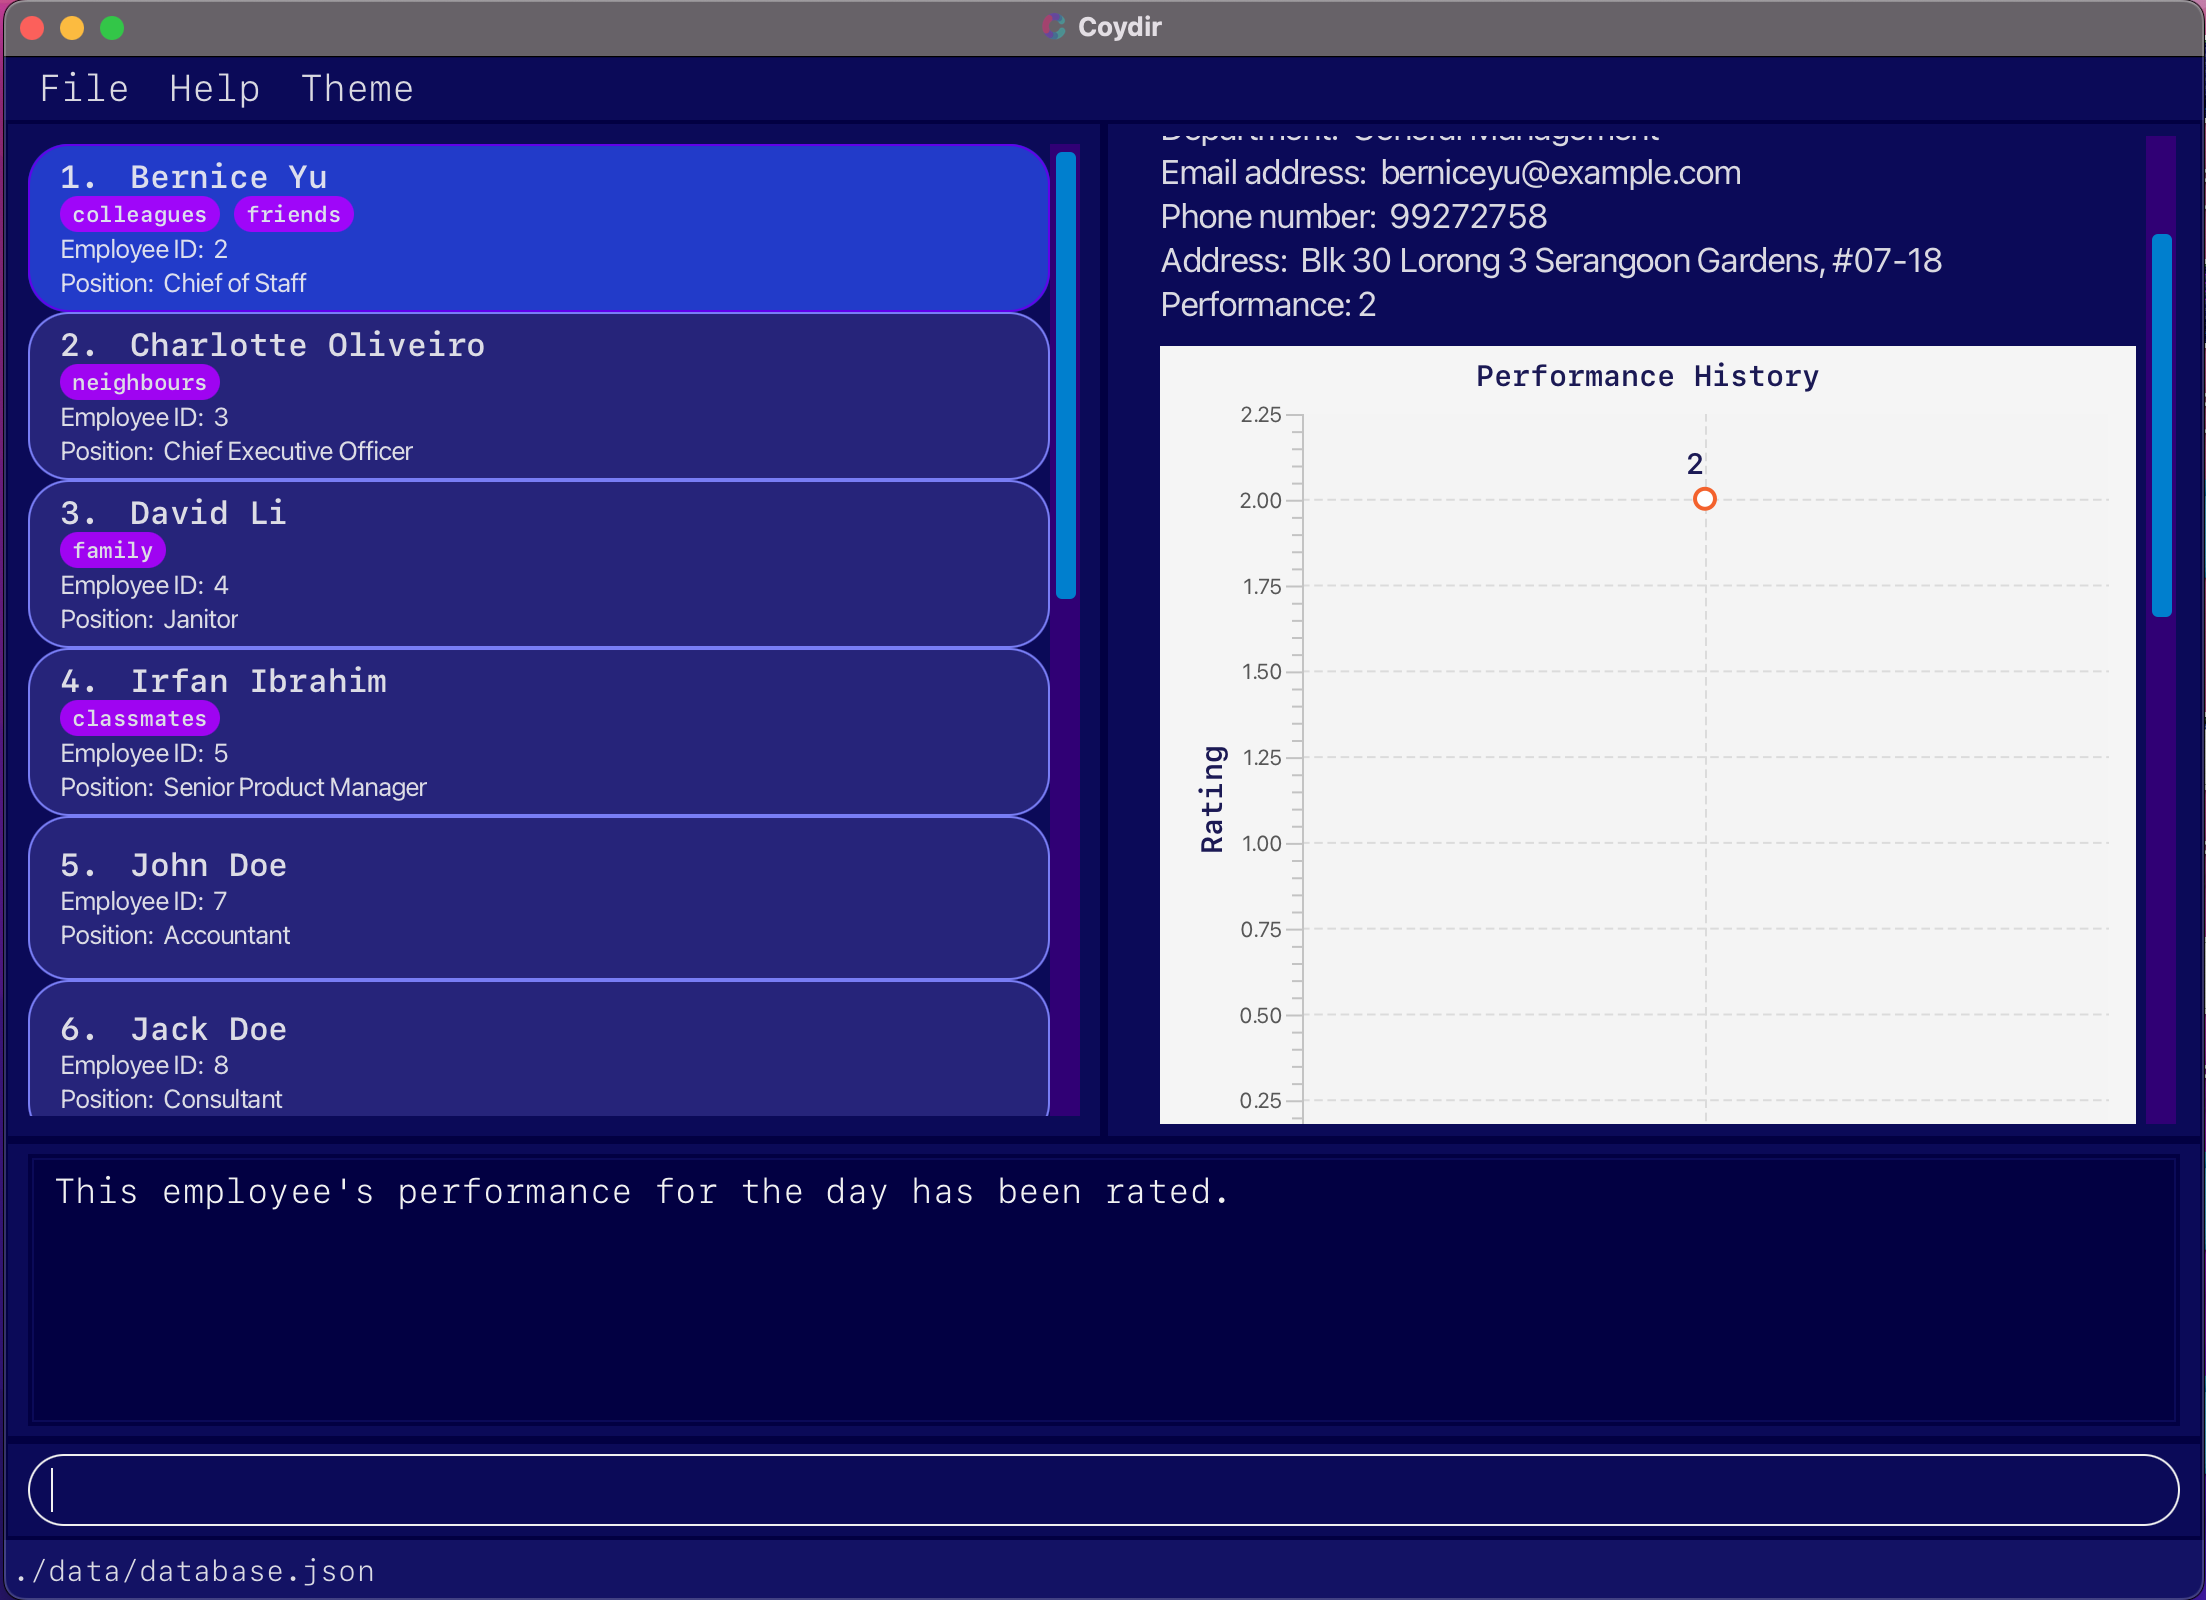 Coydir
File Help Theme
1. Bernice Yu
colleagues friends
Employee ID: 2
Position: Chief of Staff
2. Charlotte Oliveiro
neighbours
Employee ID: 3
Position: Chief Executive Officer
3. David Li
family
Employee ID: 4
Position: Janitor
4. Irfan Ibrahim
classmates
Employee ID: 5
Position: Senior Product Manager
5. John Doe
Employee ID: 7
Position: Accountant
6. Jack Doe
Employee ID: 8
Position: Consultant
Department: General Management
Email address: berniceyu@example.com
Phone number: 99272758
Address: Blk 30 Lorong 3 Serangoon Gardens, #07-18
Performance: 2
Performance History
2.25
2
2.00
1.75
1.50
1.25
Rating
1.00
0.75
0.50
0.25
This employee's performance for the day has been rated.
./data/database.json